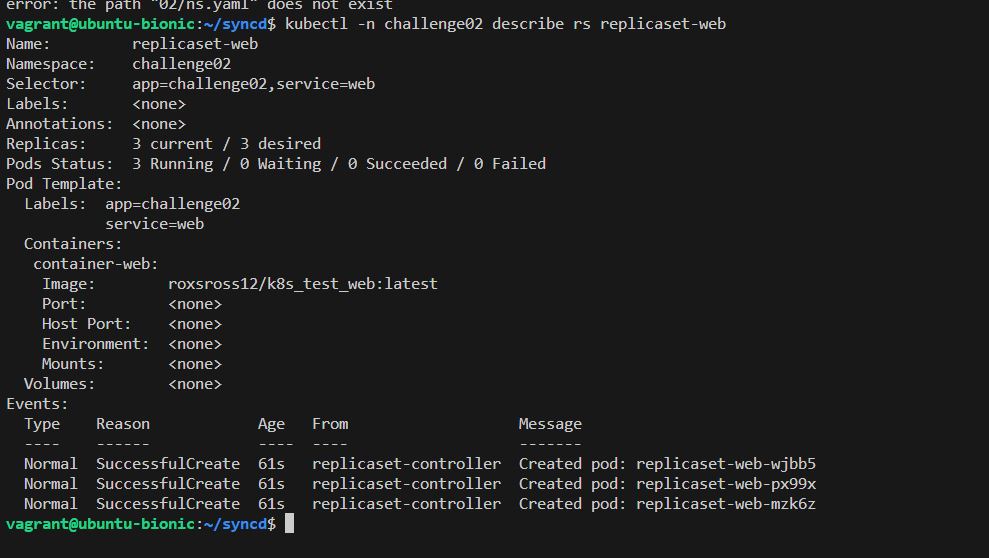 error: the path "02/ns.yaml" does not exist
vagrant@ubuntu-bionic:~/syncd$ kubectl -n challenge02 describe rs replicaset-web
Name:         replicaset-web
Namespace:    challenge02
Selector:     app=challenge02,service=web
Labels:       <none>
Annotations:  <none>
Replicas:     3 current / 3 desired
Pods Status:  3 Running / 0 Waiting / 0 Succeeded / 0 Failed
Pod Template:
  Labels:  app=challenge02
           service=web
  Containers:
   container-web:
    Image:        roxsross12/k8s_test_web:latest
    Port:         <none>
    Host Port:    <none>
    Environment:  <none>
    Mounts:       <none>
  Volumes:        <none>
Events:
  Type    Reason            Age   From                   Message
  ----    ------            ----  ----                   -------
  Normal  SuccessfulCreate  61s   replicaset-controller  Created pod: replicaset-web-wjbb5
  Normal  SuccessfulCreate  61s   replicaset-controller  Created pod: replicaset-web-px99x
  Normal  SuccessfulCreate  61s   replicaset-controller  Created pod: replicaset-web-mzk6z
vagrant@ubuntu-bionic:~/syncd$